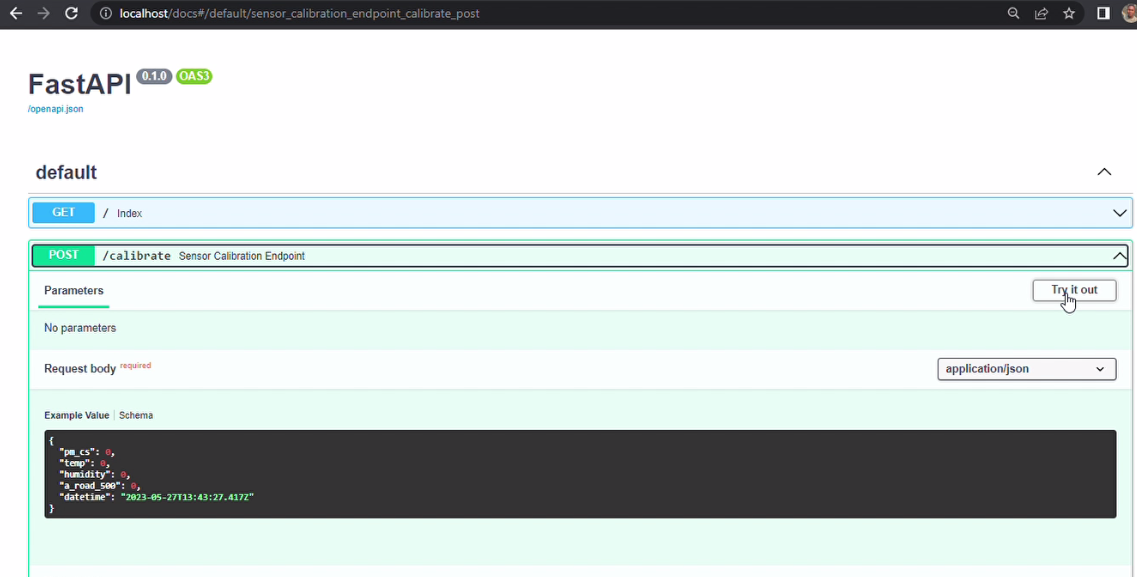 localhost/docs#/default/sensor_calibration_endpoint_calibrate_post
FastAPI 0.1.0 OAS3
/openapi.json
default
GET / Index
POST /calibrate Sensor Calibration Endpoint
Parameters Try it out
No parameters
Request body required application/json
Example Value Schema
{
"pm_cs": 0,
"temp": 0,
"humidity": 0,
"a_road_500": 0,
"datetime": "2023-05-27T13:43:27.417Z"
}